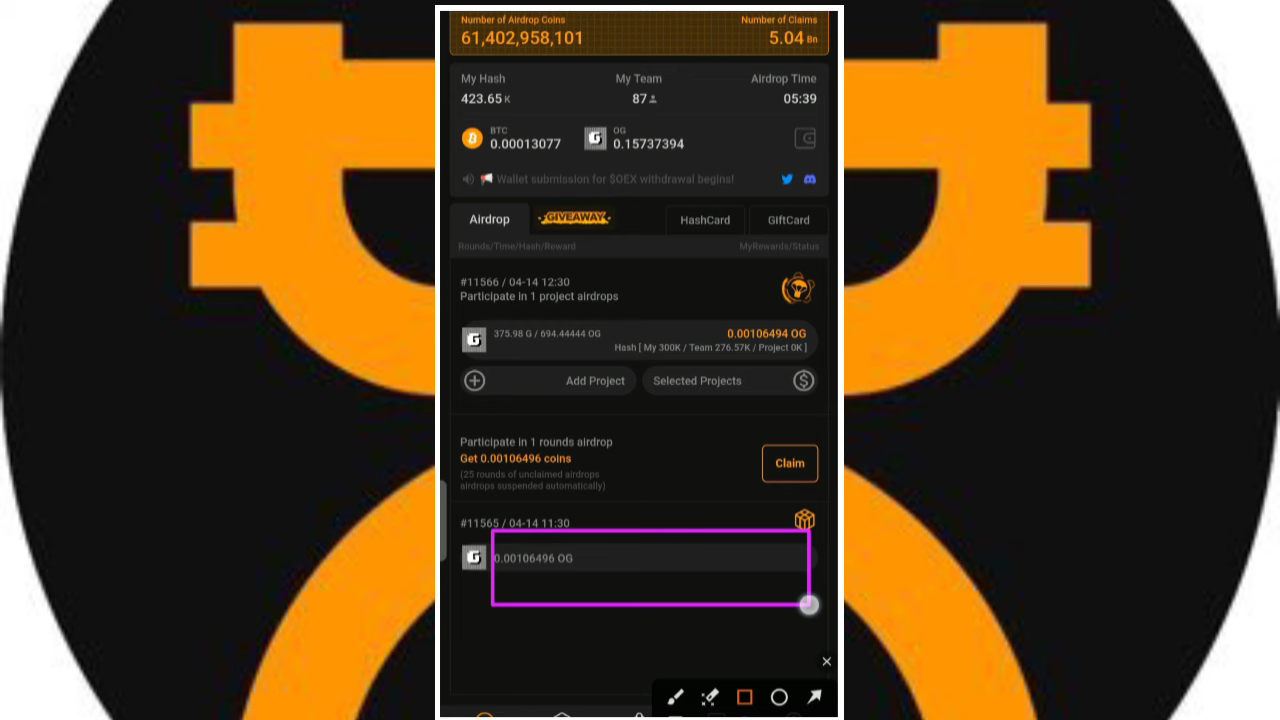 Number of Airdrop Coins Number of Claims
61,402,958,101 5.04 Bn
My Hash My Team Airdrop Time
423.65 K 87 05:39
BTC OG
0.00013077 0.15737394
Wallet submission for $OEX withdrawal begins!
Airdrop GIVEAWAY HashCard GiftCard
Rounds/Time/Hash/Reward MyRewards/Status
#11566 / 04-14 12:30
Participate in 1 project airdrops
375.98 G / 694.44444 OG 0.00106494 OG
Hash [ My 300K / Team 276.57K / Project 0K ]
Add Project Selected Projects
Participate in 1 rounds airdrop
Get 0.00106496 coins
Claim
(25 rounds of unclaimed airdrops
airdrops suspended automatically)
#11565 / 04-14 11:30
0.00106496 OG